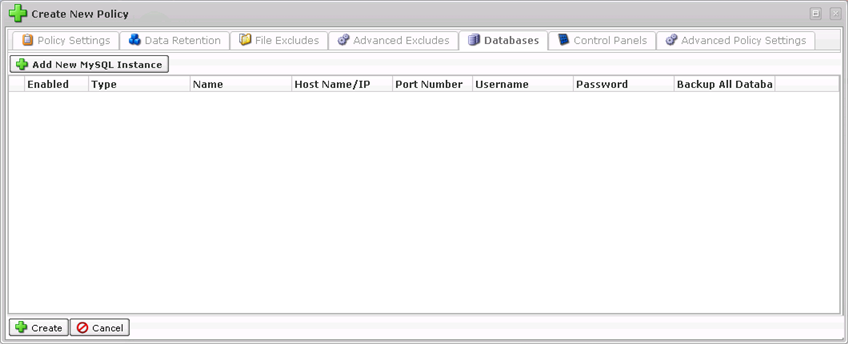 Create New Policy
Policy Settings Data Retention File Excludes Advanced Excludes Databases Control Panels Advanced Policy Settings
Add New MySQL Instance
Enabled Type Name Host Name/IP Port Number Username Password Backup All Databa
Create Cancel